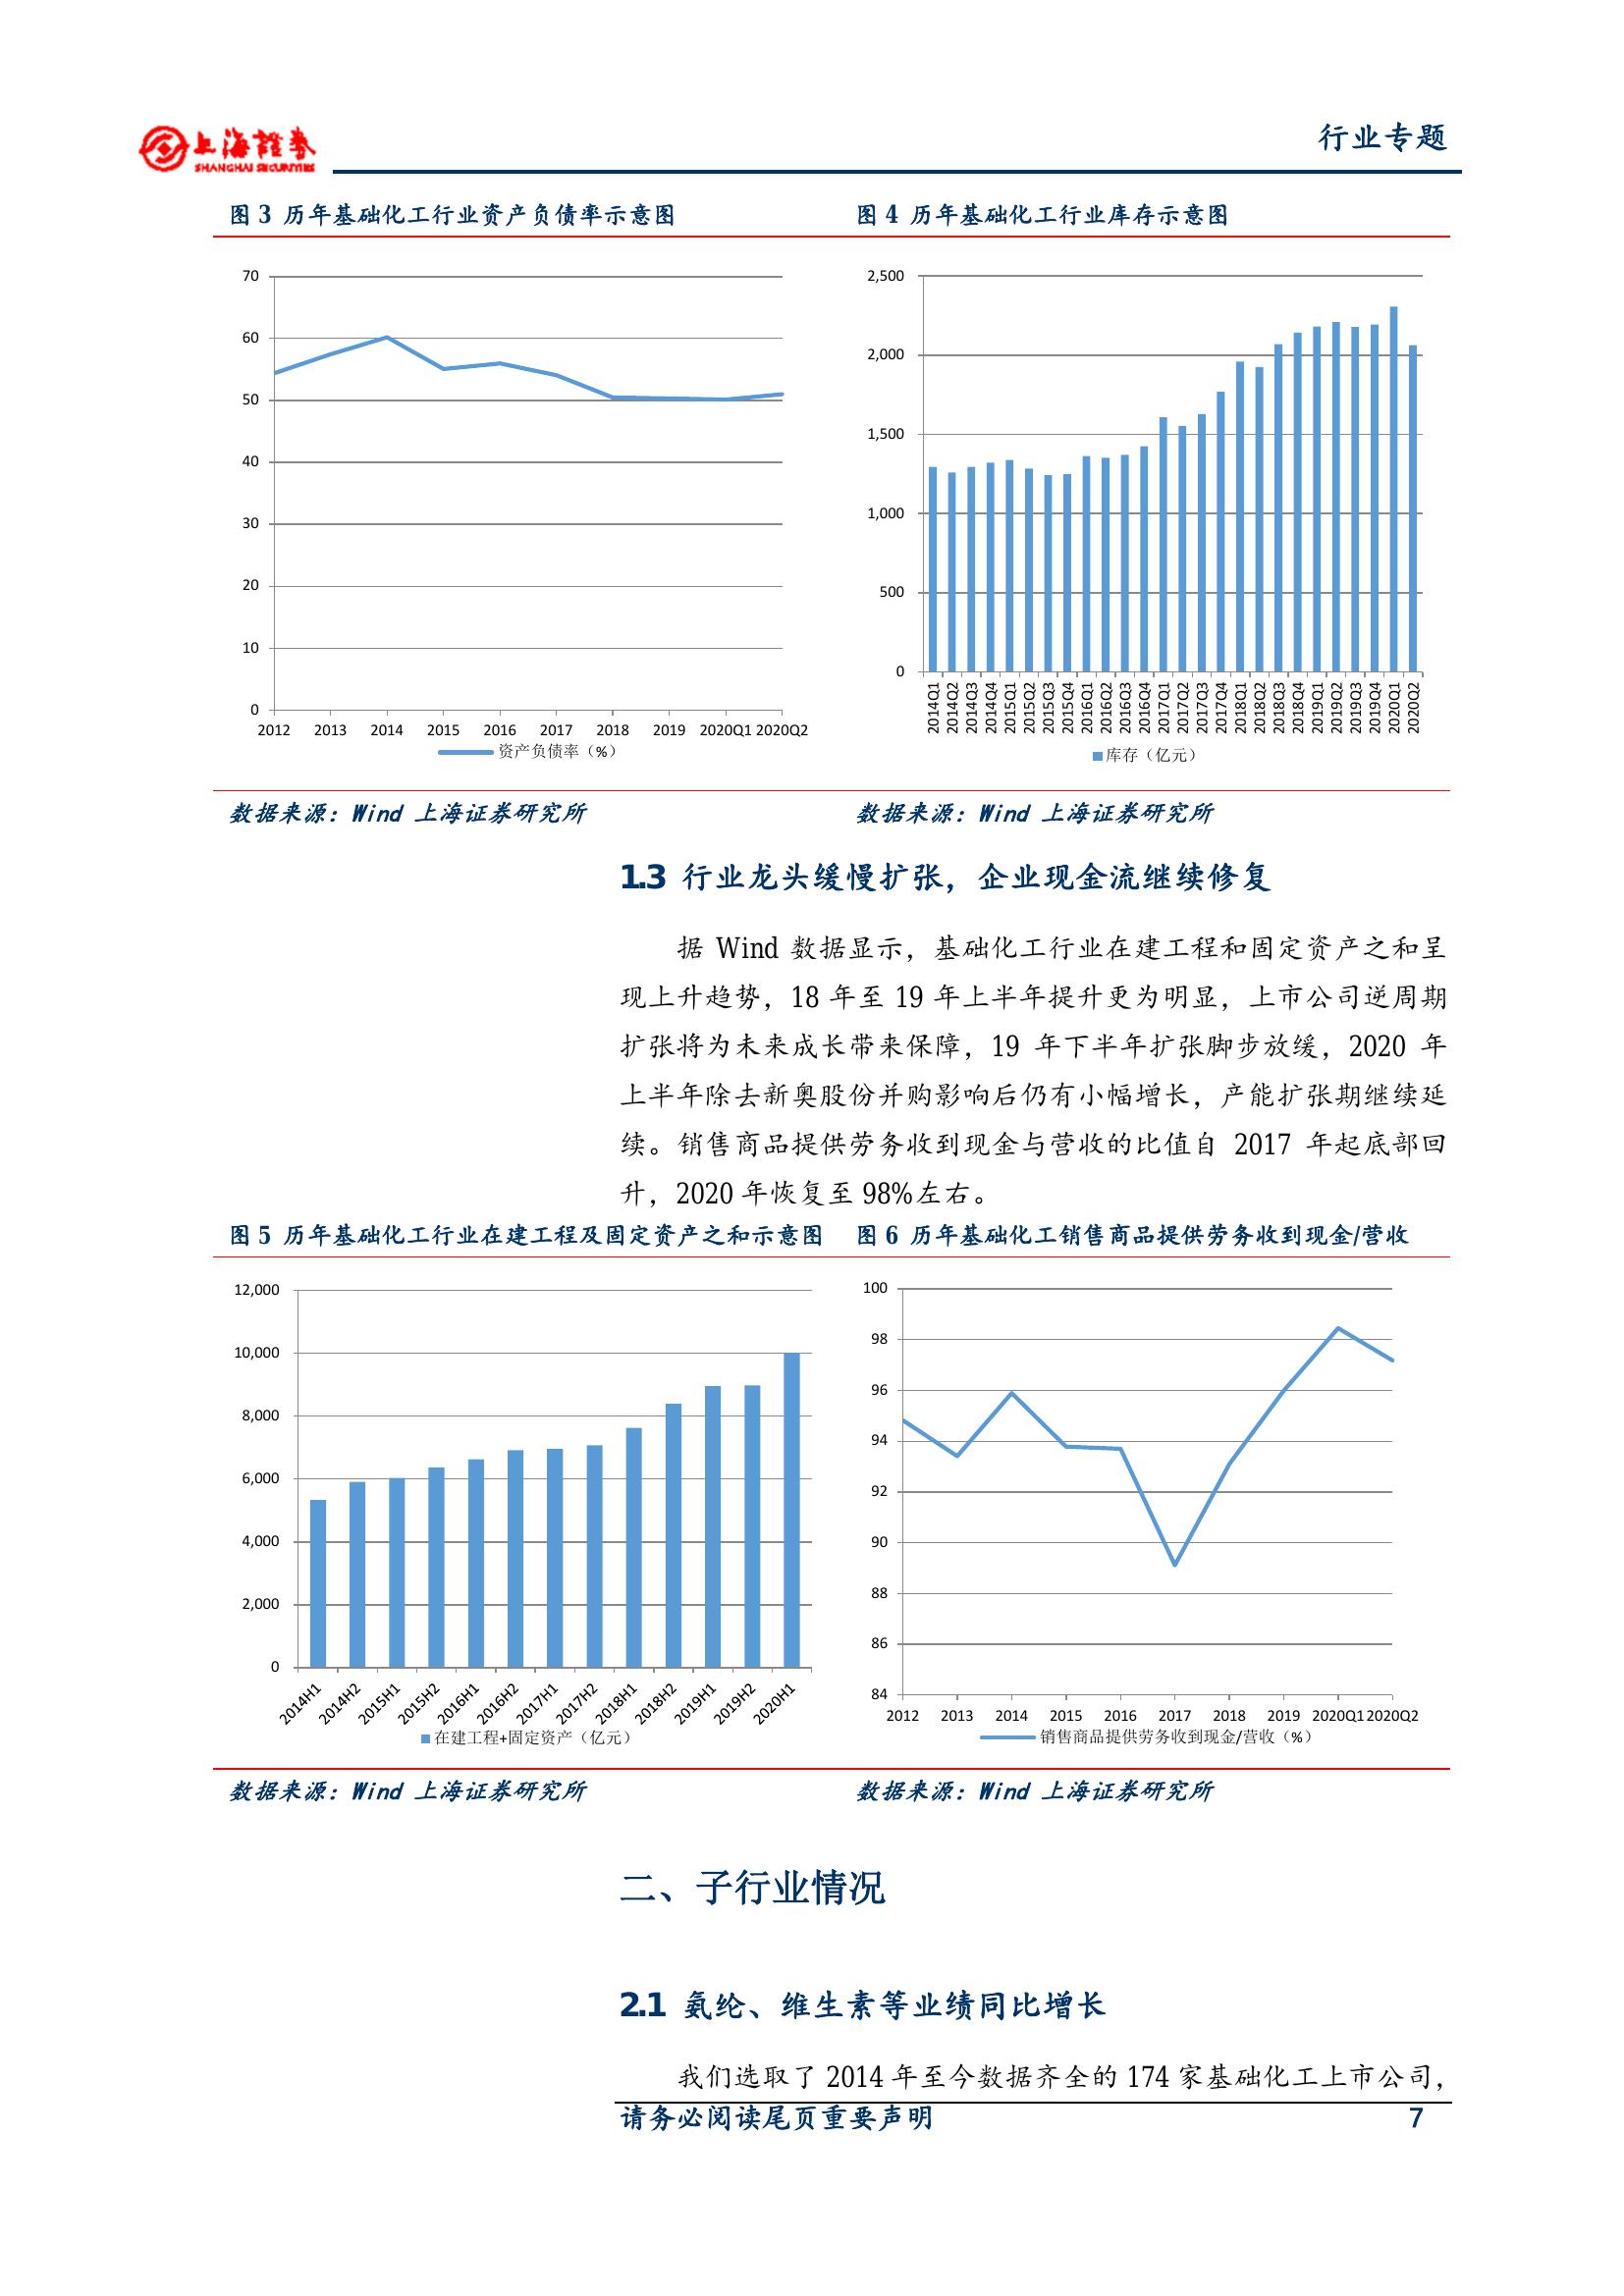 上海證券
SHANGHAI SECURITIES
行业专题
图 3 历年基础化工行业资产负债率示意图
图 4 历年基础化工行业库存示意图
70
60
50
40
30
20
10
0
2012 2013 2014 2015 2016 2017 2018 2019 2020Q1 2020Q2
资产负债率（%）
2,500
2,000
1,500
1,000
500
0
2014Q1 2014Q2 2014Q3 2014Q4 2015Q1 2015Q2 2015Q3 2015Q4 2016Q1 2016Q2 2016Q3 2016Q4 2017Q1 2017Q2 2017Q3 2017Q4 2018Q1 2018Q2 2018Q3 2018Q4 2019Q1 2019Q2 2019Q3 2019Q4 2020Q1 2020Q2
库存（亿元）
数据来源：Wind 上海证券研究所
数据来源：Wind 上海证券研究所
1.3 行业龙头缓慢扩张，企业现金流继续修复
据 Wind 数据显示，基础化工行业在建工程和固定资产之和呈
现上升趋势，18 年至 19 年上半年提升更为明显，上市公司逆周期
扩张将为未来成长带来保障，19 年下半年扩张脚步放缓，2020 年
上半年除去新奥股份并购影响后仍有小幅增长，产能扩张期继续延
续。销售商品提供劳务收到现金与营收的比值自 2017 年起底部回
升，2020 年恢复至 98%左右。
图 5 历年基础化工行业在建工程及固定资产之和示意图
图 6 历年基础化工销售商品提供劳务收到现金/营收
12,000
10,000
8,000
6,000
4,000
2,000
0
2014H1 2014H2 2015H1 2015H2 2016H1 2016H2 2017H1 2017H2 2018H1 2018H2 2019H1 2019H2 2020H1
在建工程+固定资产（亿元）
100
98
96
94
92
90
88
86
84
2012 2013 2014 2015 2016 2017 2018 2019 2020Q1 2020Q2
销售商品提供劳务收到现金/营收（%）
数据来源：Wind 上海证券研究所
数据来源：Wind 上海证券研究所
二、子行业情况
2.1 氨纶、维生素等业绩同比增长
我们选取了 2014 年至今数据齐全的 174 家基础化工上市公司，
请务必阅读尾页重要声明
7